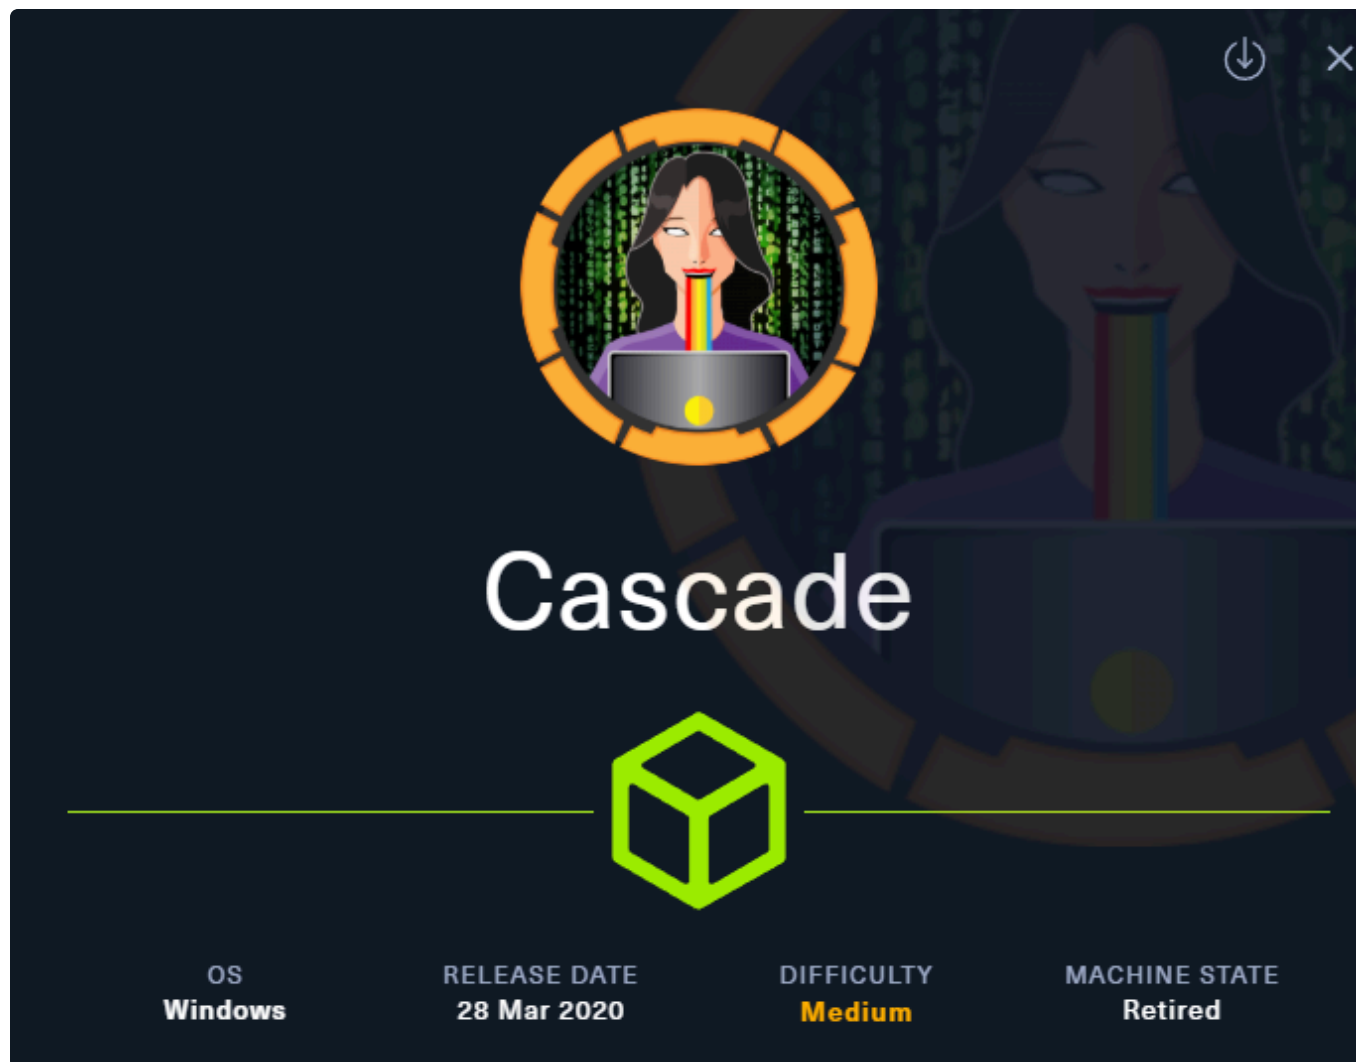 Cascade
OS
Windows
RELEASE DATE
28 Mar 2020
DIFFICULTY
Medium
MACHINE STATE
Retired